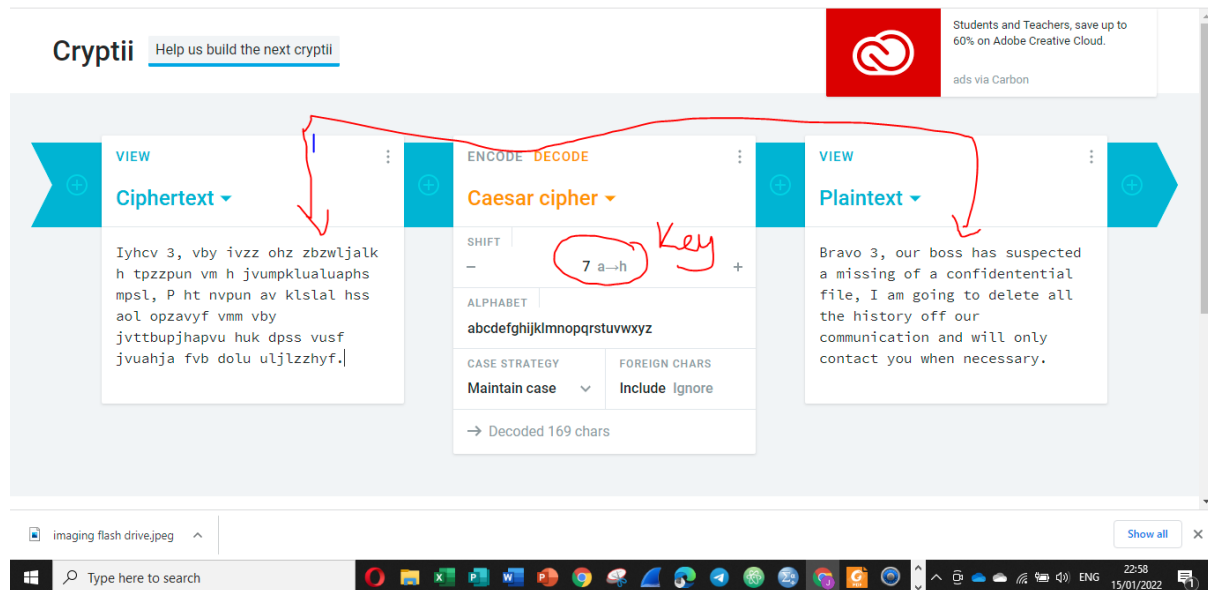 Cryptii
Help us build the next cryptii
Students and Teachers, save up to
60% on Adobe Creative Cloud.
ads via Carbon
VIEW
Ciphertext
Iyhcv 3, vby ivzz ohz zbzwljalk
h tpzzpun vm h jvumpklualuaphs
mpsl, P ht nvpun av klslal hss
aol opzavyf vmm vby
jvttbupjhapvu huk dpss vusf
jvuahja fvb dolu uljlzzhyf.
ENCODE DECODE
Caesar cipher
SHIFT
− 7 a→h +
Key
ALPHABET
abcdefghijklmnopqrstuvwxyz
CASE STRATEGY
Maintain case
FOREIGN CHARS
Include Ignore
→ Decoded 169 chars
VIEW
Plaintext
Bravo 3, our boss has suspected
a missing of a confidentential
file, I am going to delete all
the history off our
communication and will only
contact you when necessary.
imaging flash drive.jpeg
Show all
Type here to search
ENG
22:58
15/01/2022